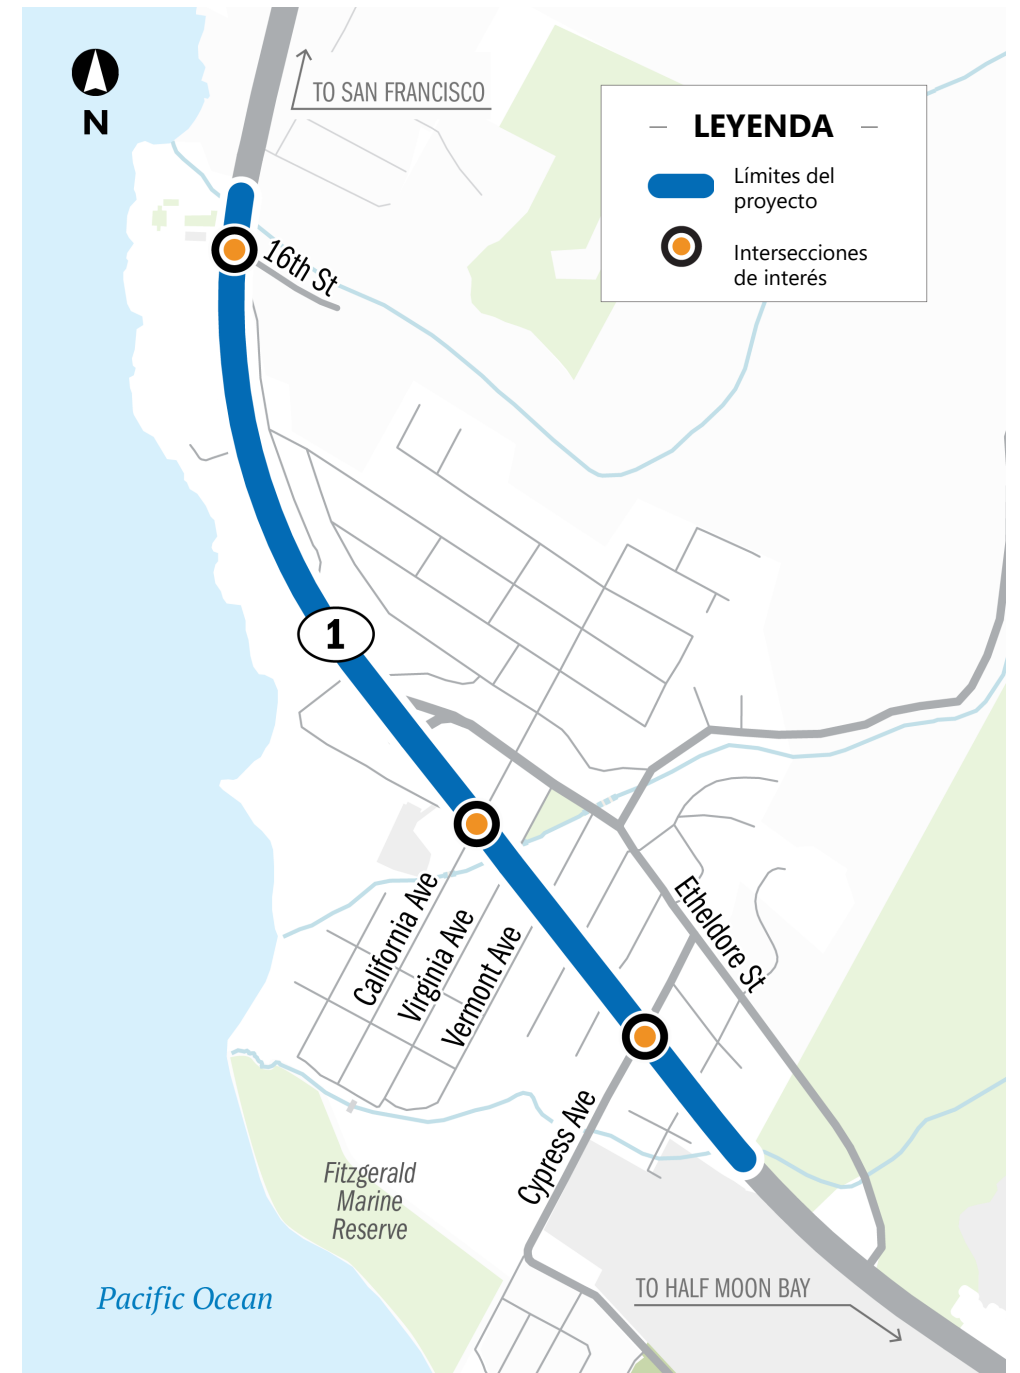 TO SAN FRANCISCO
N
LEYENDA
Límites del
proyecto
Intersecciones
de interés
16th St
1
California Ave
Virginia Ave
Vermont Ave
Etheldore St
Cypress Ave
Fitzgerald
Marine
Reserve
Pacific Ocean
TO HALF MOON BAY